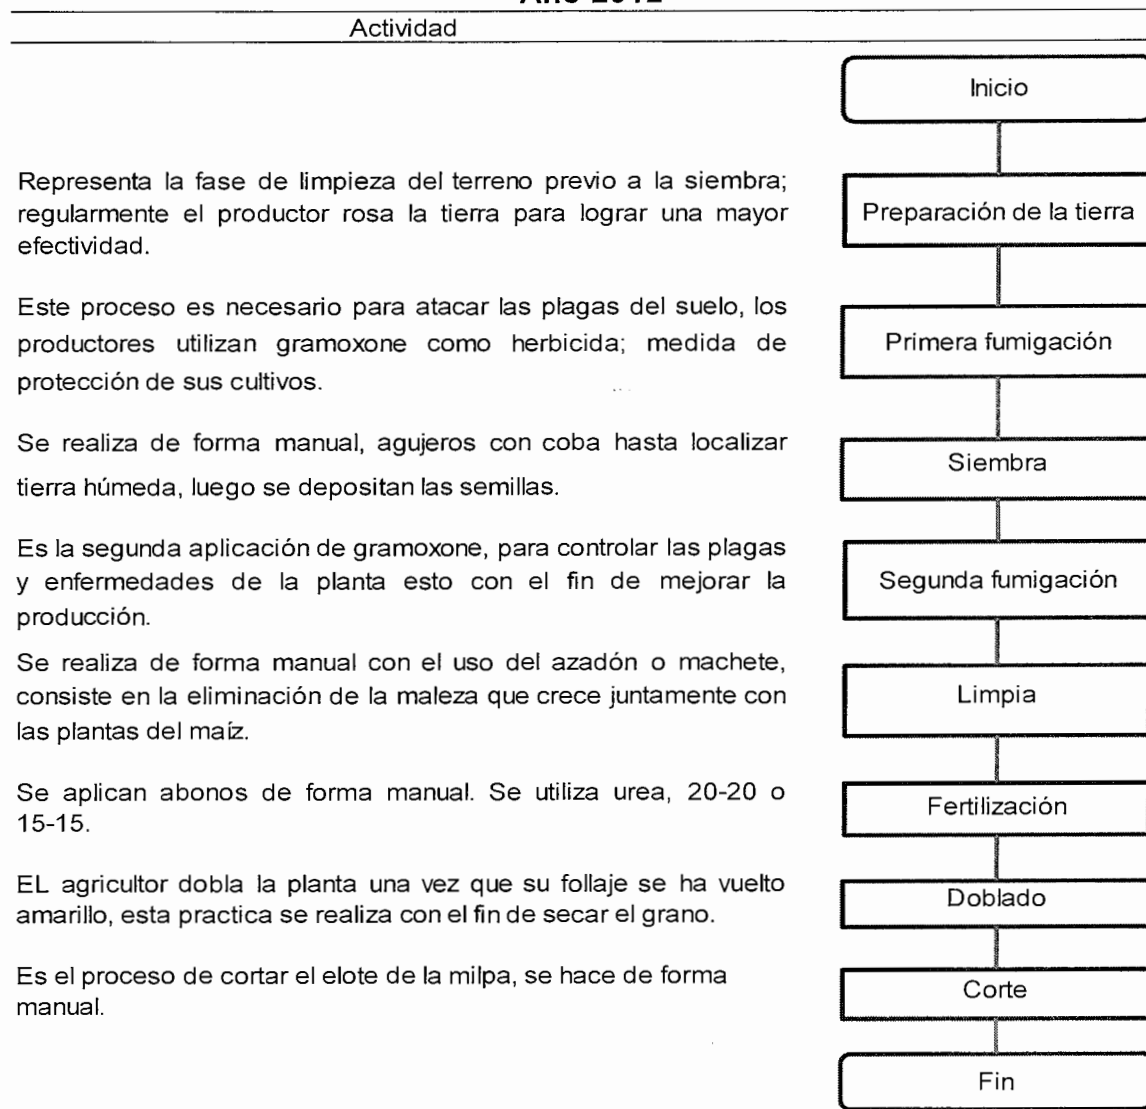 Actividad
Inicio
Representa la fase de limpieza del terreno previo a la siembra;
regularmente el productor rosa la tierra para lograr una mayor
efectividad.
Preparación de la tierra
Este proceso es necesario para atacar las plagas del suelo, los
productores utilizan gramoxone como herbicida; medida de
protección de sus cultivos.
Primera fumigación
Se realiza de forma manual, agujeros con coba hasta localizar
tierra húmeda, luego se depositan las semillas.
Siembra
Es la segunda aplicación de gramoxone, para controlar las plagas
y enfermedades de la planta esto con el fin de mejorar la
producción.
Segunda fumigación
Se realiza de forma manual con el uso del azadón o machete,
consiste en la eliminación de la maleza que crece juntamente con
las plantas del maíz.
Limpia
Se aplican abonos de forma manual. Se utiliza urea, 20-20 o
15-15.
Fertilización
EL agricultor dobla la planta una vez que su follaje se ha vuelto
amarillo, esta practica se realiza con el fin de secar el grano.
Doblado
Es el proceso de cortar el elote de la milpa, se hace de forma
manual.
Corte
Fin